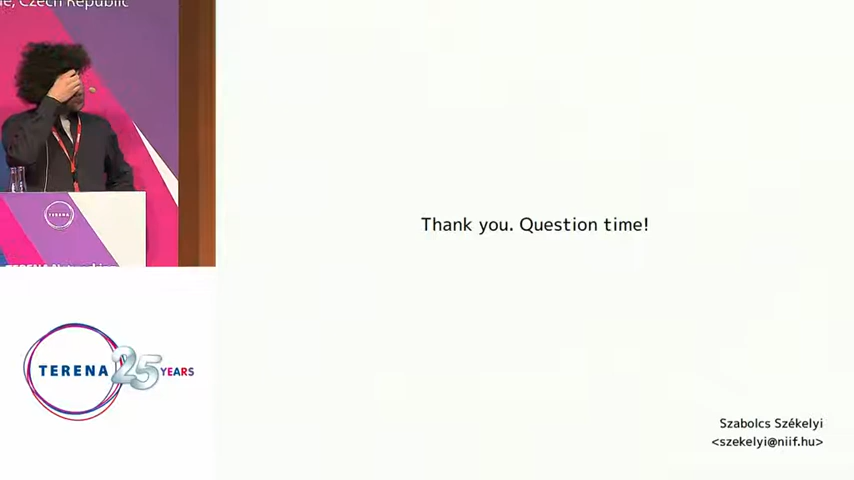 Czech Republic
TERENA
TERENA 25 YEARS
Thank you. Question time!
Szabolcs Székelyi
<szekelyi@niif.hu>